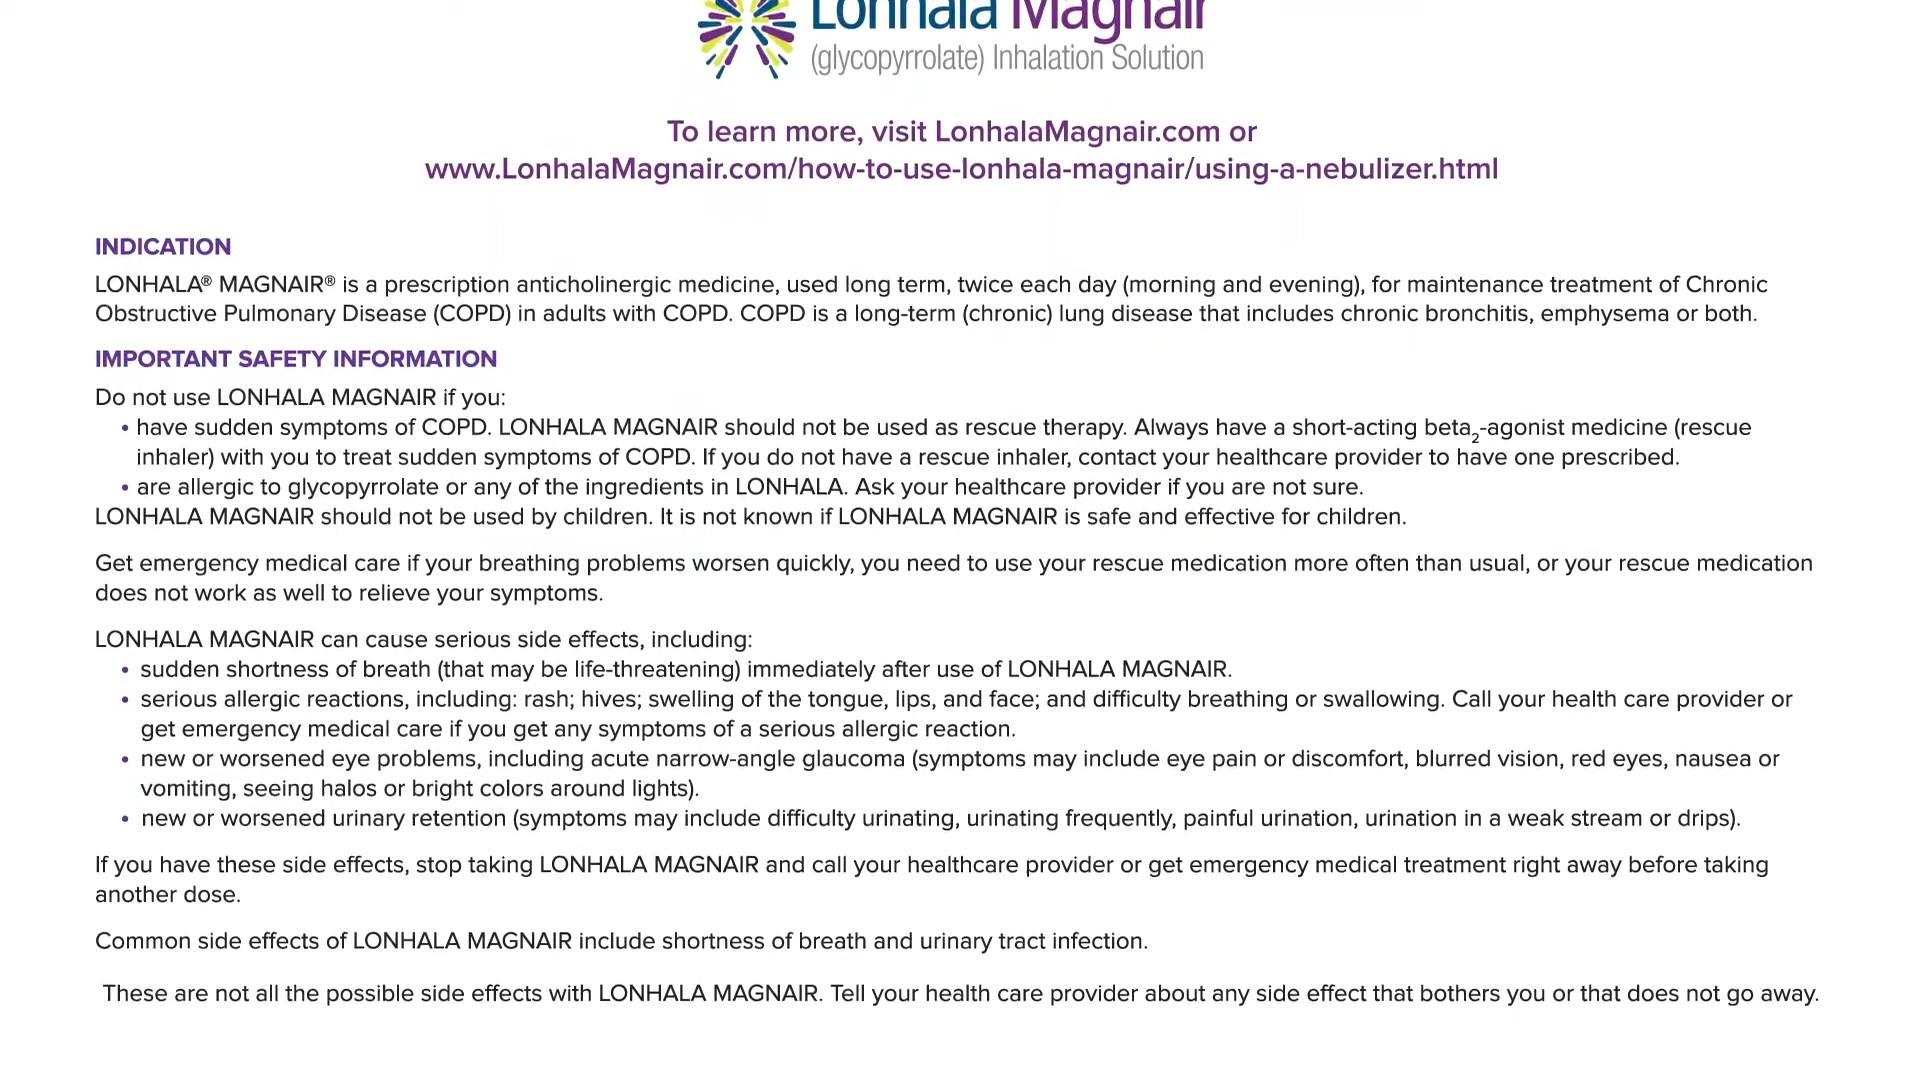 Lonhala Magnair
(glycopyrrolate) Inhalation Solution
To learn more, visit LonhalaMagnair.com or
www.LonhalaMagnair.com/how-to-use-lonhala-magnair/using-a-nebulizer.html
INDICATION
LONHALA® MAGNAIR® is a prescription anticholinergic medicine, used long term, twice each day (morning and evening), for maintenance treatment of Chronic
Obstructive Pulmonary Disease (COPD) in adults with COPD. COPD is a long-term (chronic) lung disease that includes chronic bronchitis, emphysema or both.
IMPORTANT SAFETY INFORMATION
Do not use LONHALA MAGNAIR if you:
• have sudden symptoms of COPD. LONHALA MAGNAIR should not be used as rescue therapy. Always have a short-acting beta2-agonist medicine (rescue
inhaler) with you to treat sudden symptoms of COPD. If you do not have a rescue inhaler, contact your healthcare provider to have one prescribed.
• are allergic to glycopyrrolate or any of the ingredients in LONHALA. Ask your healthcare provider if you are not sure.
LONHALA MAGNAIR should not be used by children. It is not known if LONHALA MAGNAIR is safe and effective for children.
Get emergency medical care if your breathing problems worsen quickly, you need to use your rescue medication more often than usual, or your rescue medication
does not work as well to relieve your symptoms.
LONHALA MAGNAIR can cause serious side effects, including:
• sudden shortness of breath (that may be life-threatening) immediately after use of LONHALA MAGNAIR.
• serious allergic reactions, including: rash; hives; swelling of the tongue, lips, and face; and difficulty breathing or swallowing. Call your health care provider or
get emergency medical care if you get any symptoms of a serious allergic reaction.
• new or worsened eye problems, including acute narrow-angle glaucoma (symptoms may include eye pain or discomfort, blurred vision, red eyes, nausea or
vomiting, seeing halos or bright colors around lights).
• new or worsened urinary retention (symptoms may include difficulty urinating, urinating frequently, painful urination, urination in a weak stream or drips).
If you have these side effects, stop taking LONHALA MAGNAIR and call your healthcare provider or get emergency medical treatment right away before taking
another dose.
Common side effects of LONHALA MAGNAIR include shortness of breath and urinary tract infection.
These are not all the possible side effects with LONHALA MAGNAIR. Tell your health care provider about any side effect that bothers you or that does not go away.